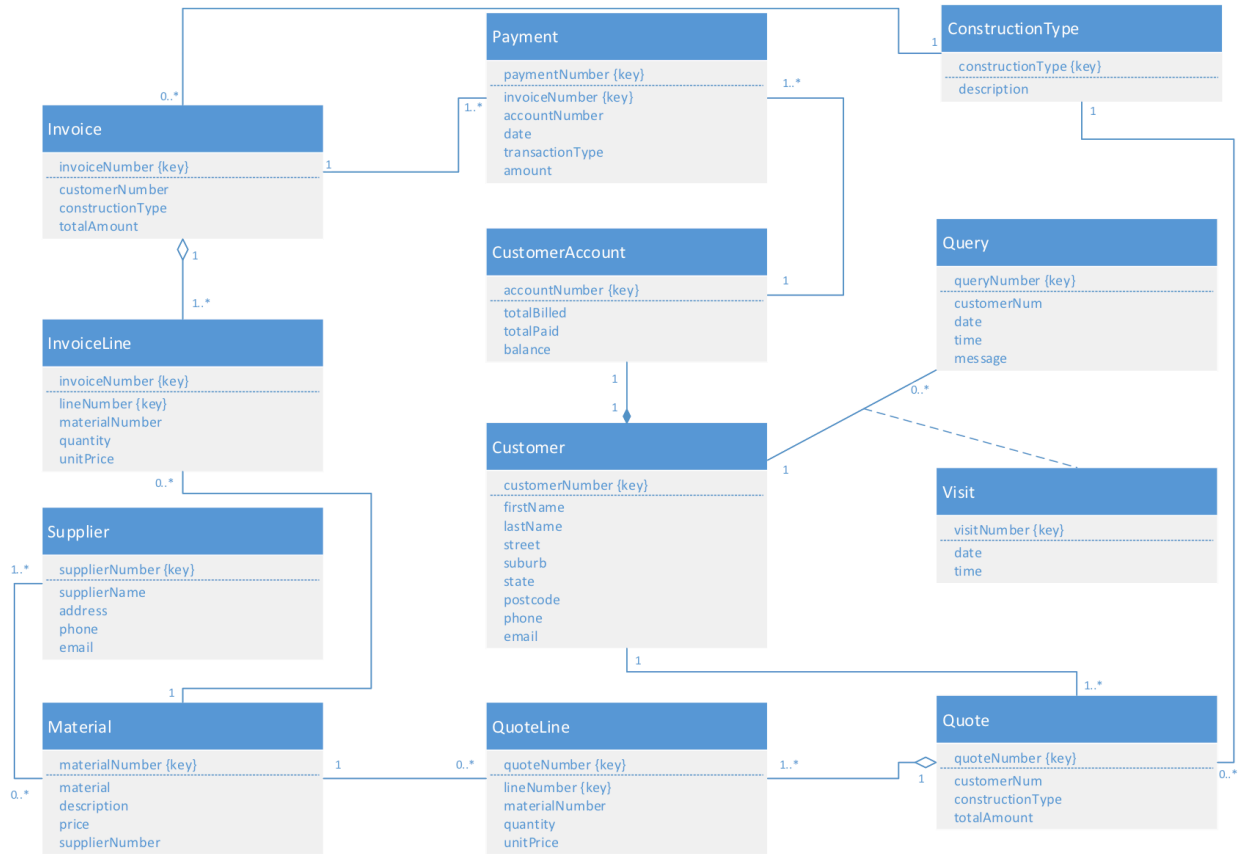 Payment
paymentNumber {key}
invoiceNumber {key}
accountNumber
date
transactionType
amount
1..*
1..*
ConstructionType
constructionType {key}
description
1
1
Invoice
invoiceNumber {key}
customerNumber
constructionType
totalAmount
0..*
1
1
CustomerAccount
accountNumber {key}
totalBilled
totalPaid
balance
1
1
Query
queryNumber {key}
customerNum
date
time
message
0..*
InvoiceLine
invoiceNumber {key}
lineNumber {key}
materialNumber
quantity
unitPrice
1..*
0..*
Customer
customerNumber {key}
firstName
lastName
street
suburb
state
postcode
phone
email
1
1
1
Visit
visitNumber {key}
date
time
Supplier
supplierNumber {key}
supplierName
address
phone
email
1..*
Material
materialNumber {key}
material
description
price
supplierNumber
1
0..*
1
QuoteLine
quoteNumber {key}
lineNumber {key}
materialNumber
quantity
unitPrice
0..*
1..*
Quote
quoteNumber {key}
customerNum
constructionType
totalAmount
1..*
1
0..*